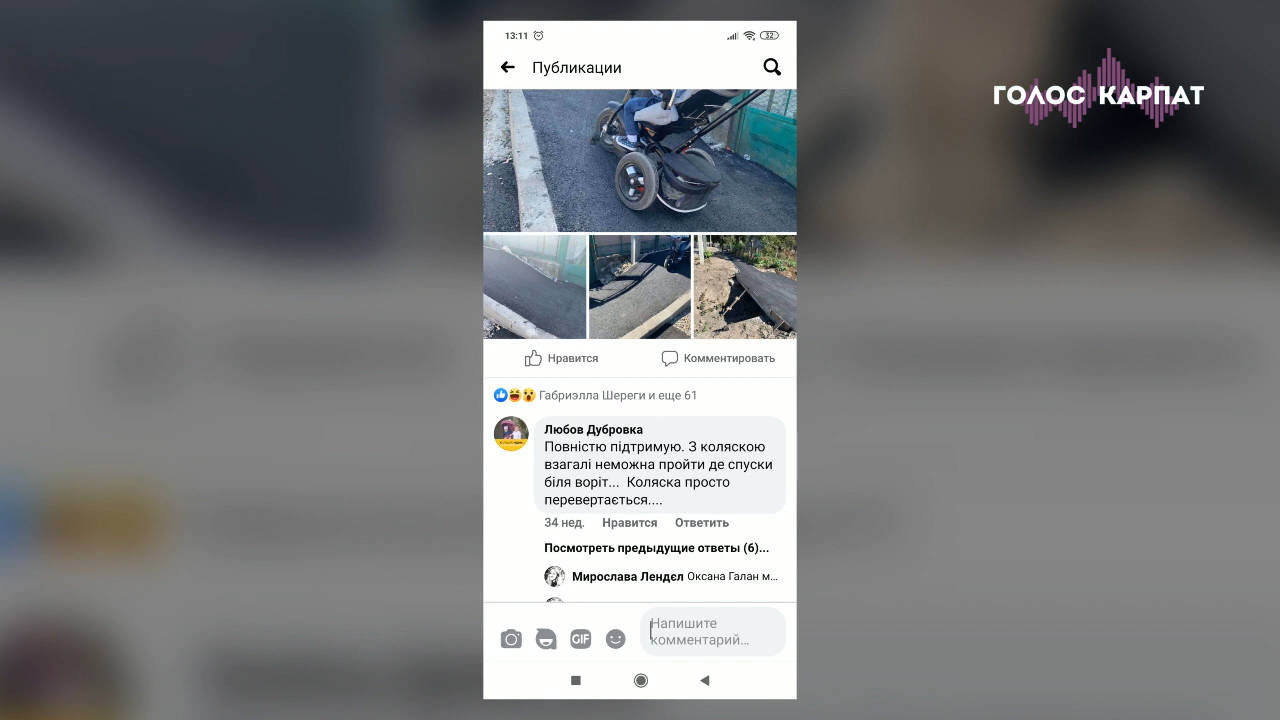 13:11
32
Публикации
ГОЛОС КАРПАТ
Нравится
Комментировать
Габриэлла Шереги и еще 61
Любов Дубровка
Повністю підтримую. З коляскою
взагалі неможна пройти де спуски
біля воріт... Коляска просто
перевертається....
34 нед. Нравится Ответить
Посмотреть предыдущие ответы (6)...
Мирослава Лендєл Оксана Галан м...
GIF
Напишите
комментарий...